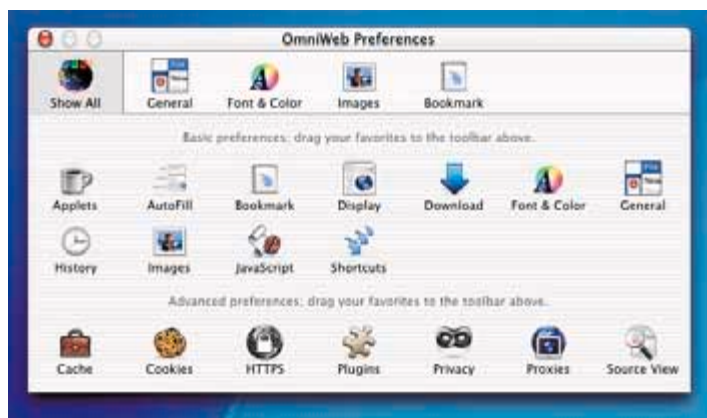 OmniWeb Preferences
Show All General Font & Color Images Bookmark
Basic preferences; drag your favorites to the toolbar above.
Applets AutoFill Bookmark Display Download Font & Color General
History Images JavaScript Shortcuts
Advanced preferences; drag your favorites to the toolbar above.
Cache Cookies HTTPS Plugins Privacy Proxies Source View